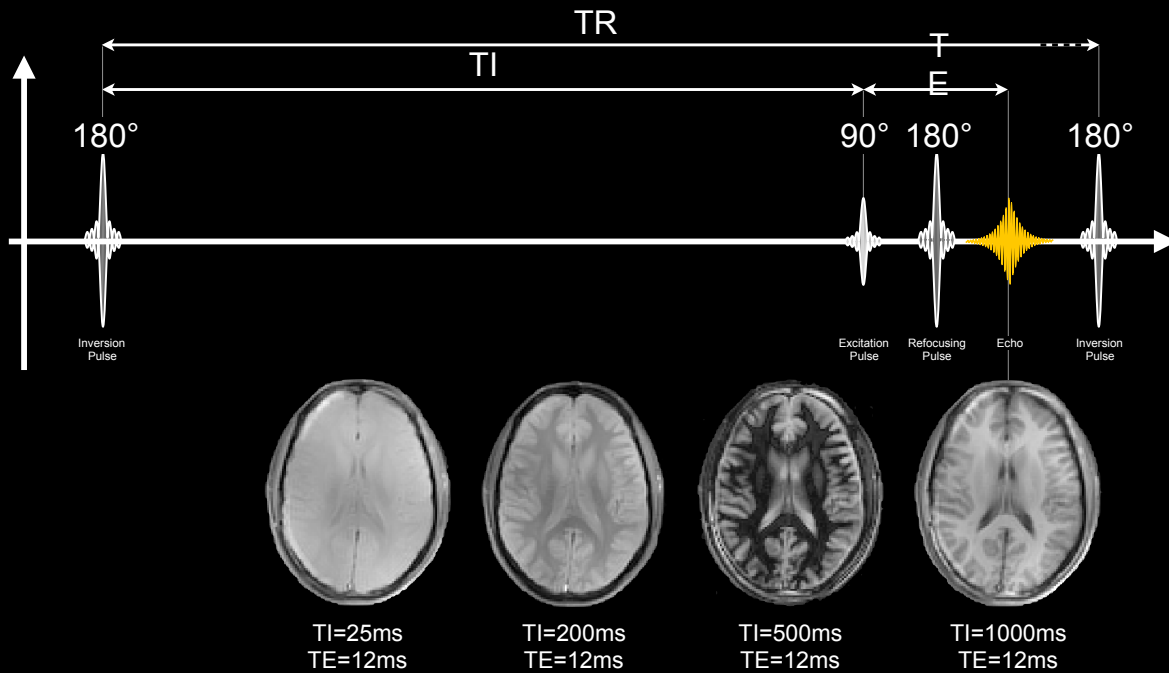 TR
TI
T
E
180°
90°
180°
180°
Inversion
Pulse
Excitation
Pulse
Refocusing
Pulse
Echo
Inversion
Pulse
TI=25ms
TE=12ms
TI=200ms
TE=12ms
TI=500ms
TE=12ms
TI=1000ms
TE=12ms